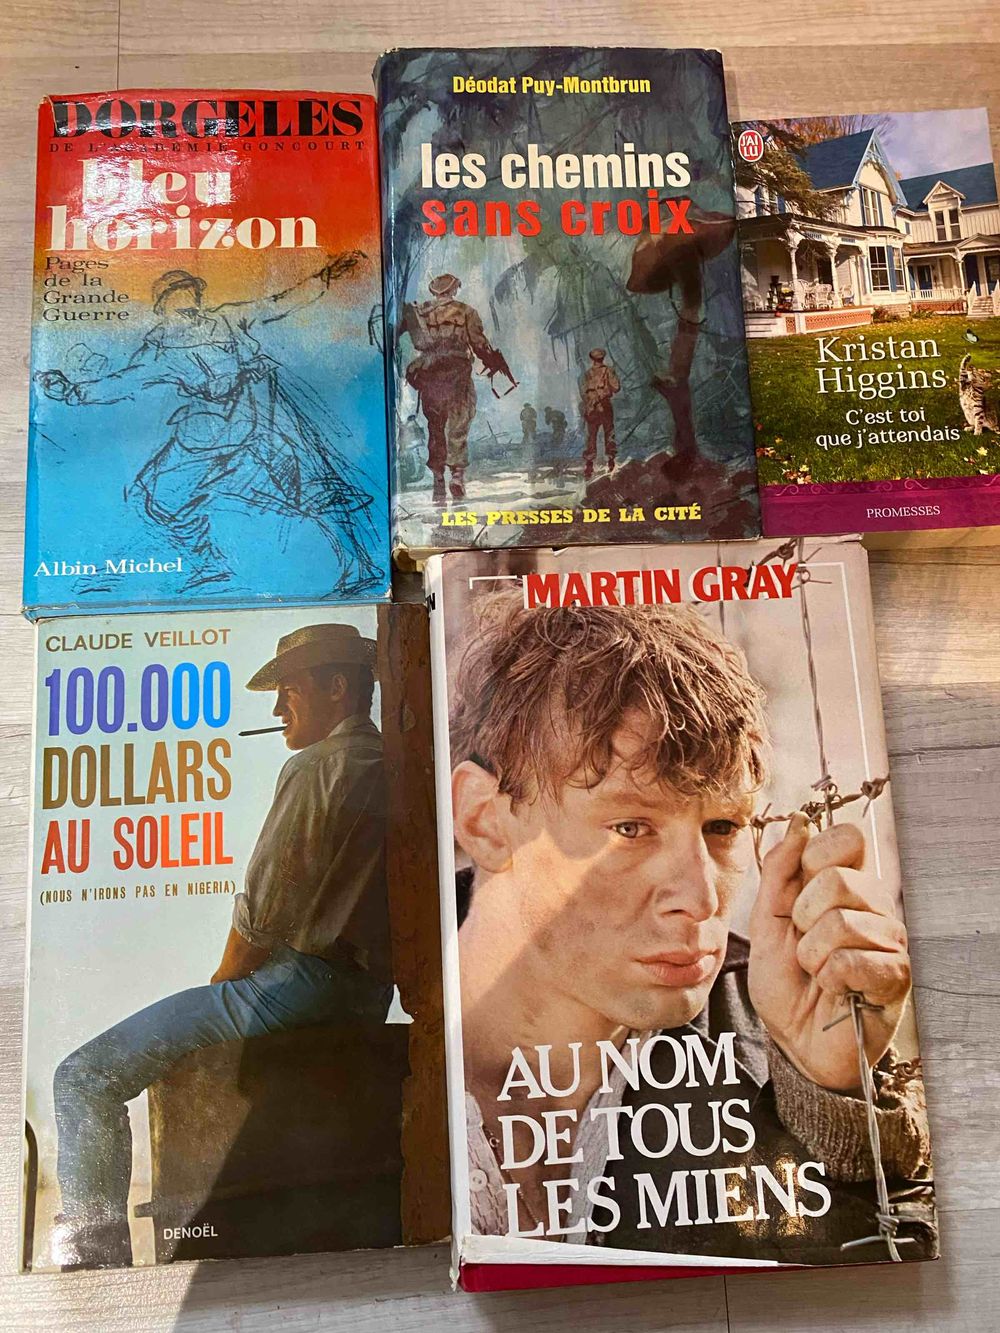 DORGELES
DE L'ACADÉMIE GONCOURT
bleu
horizon
Pages
de la
Grande
Guerre
Albin Michel
Déodat Puy-Montbrun
les chemins
sans croix
LES PRESSES DE LA CITÉ
J'AI
LU
Kristan
Higgins
C'est toi
que j'attendais
PROMESSES
CLAUDE VEILLOT
100.000
DOLLARS
AU SOLEIL
(NOUS N'IRONS PAS EN NIGERIA)
DENOËL
MARTIN GRAY
AU NOM
DE TOUS
LES MIENS